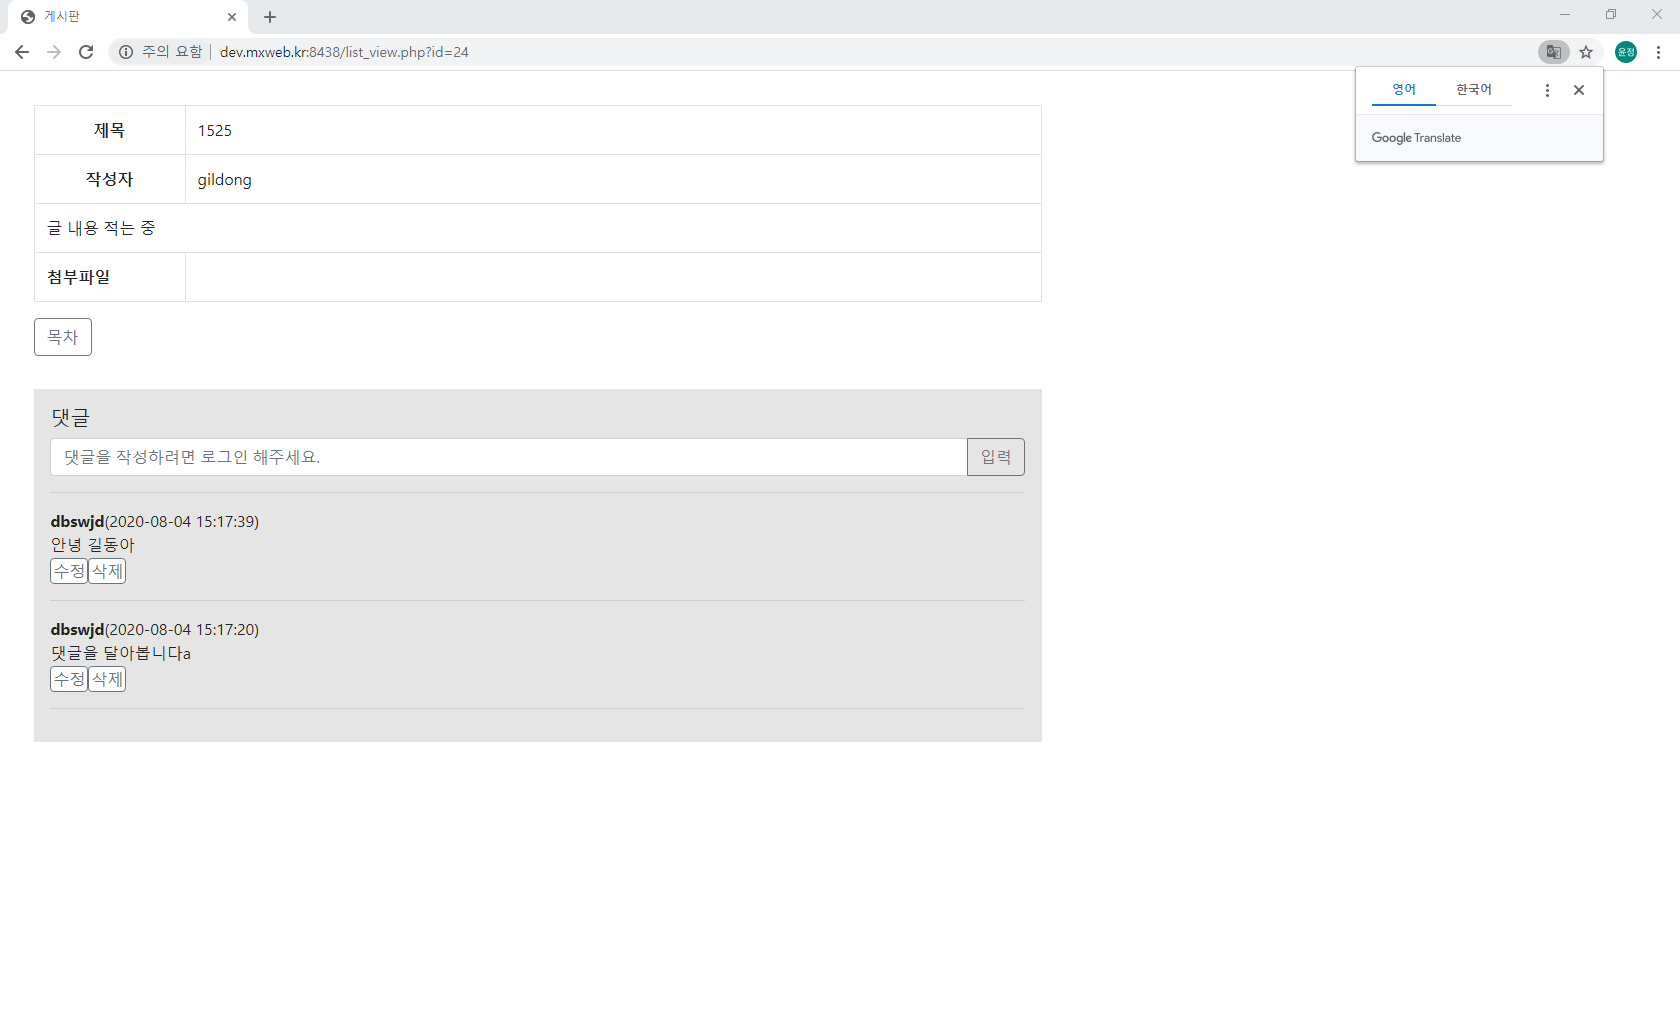 게시판
주의 요함 | dev.mxweb.kr:8438/list_view.php?id=24
윤정
영어 한국어
Google Translate
제목 1525
작성자 gildong
글 내용 적는 중
첨부파일
목차
댓글
댓글을 작성하려면 로그인 해주세요. 입력
dbswjd(2020-08-04 15:17:39)
안녕 길동아
수정 삭제
dbswjd(2020-08-04 15:17:20)
댓글을 달아봅니다a
수정 삭제